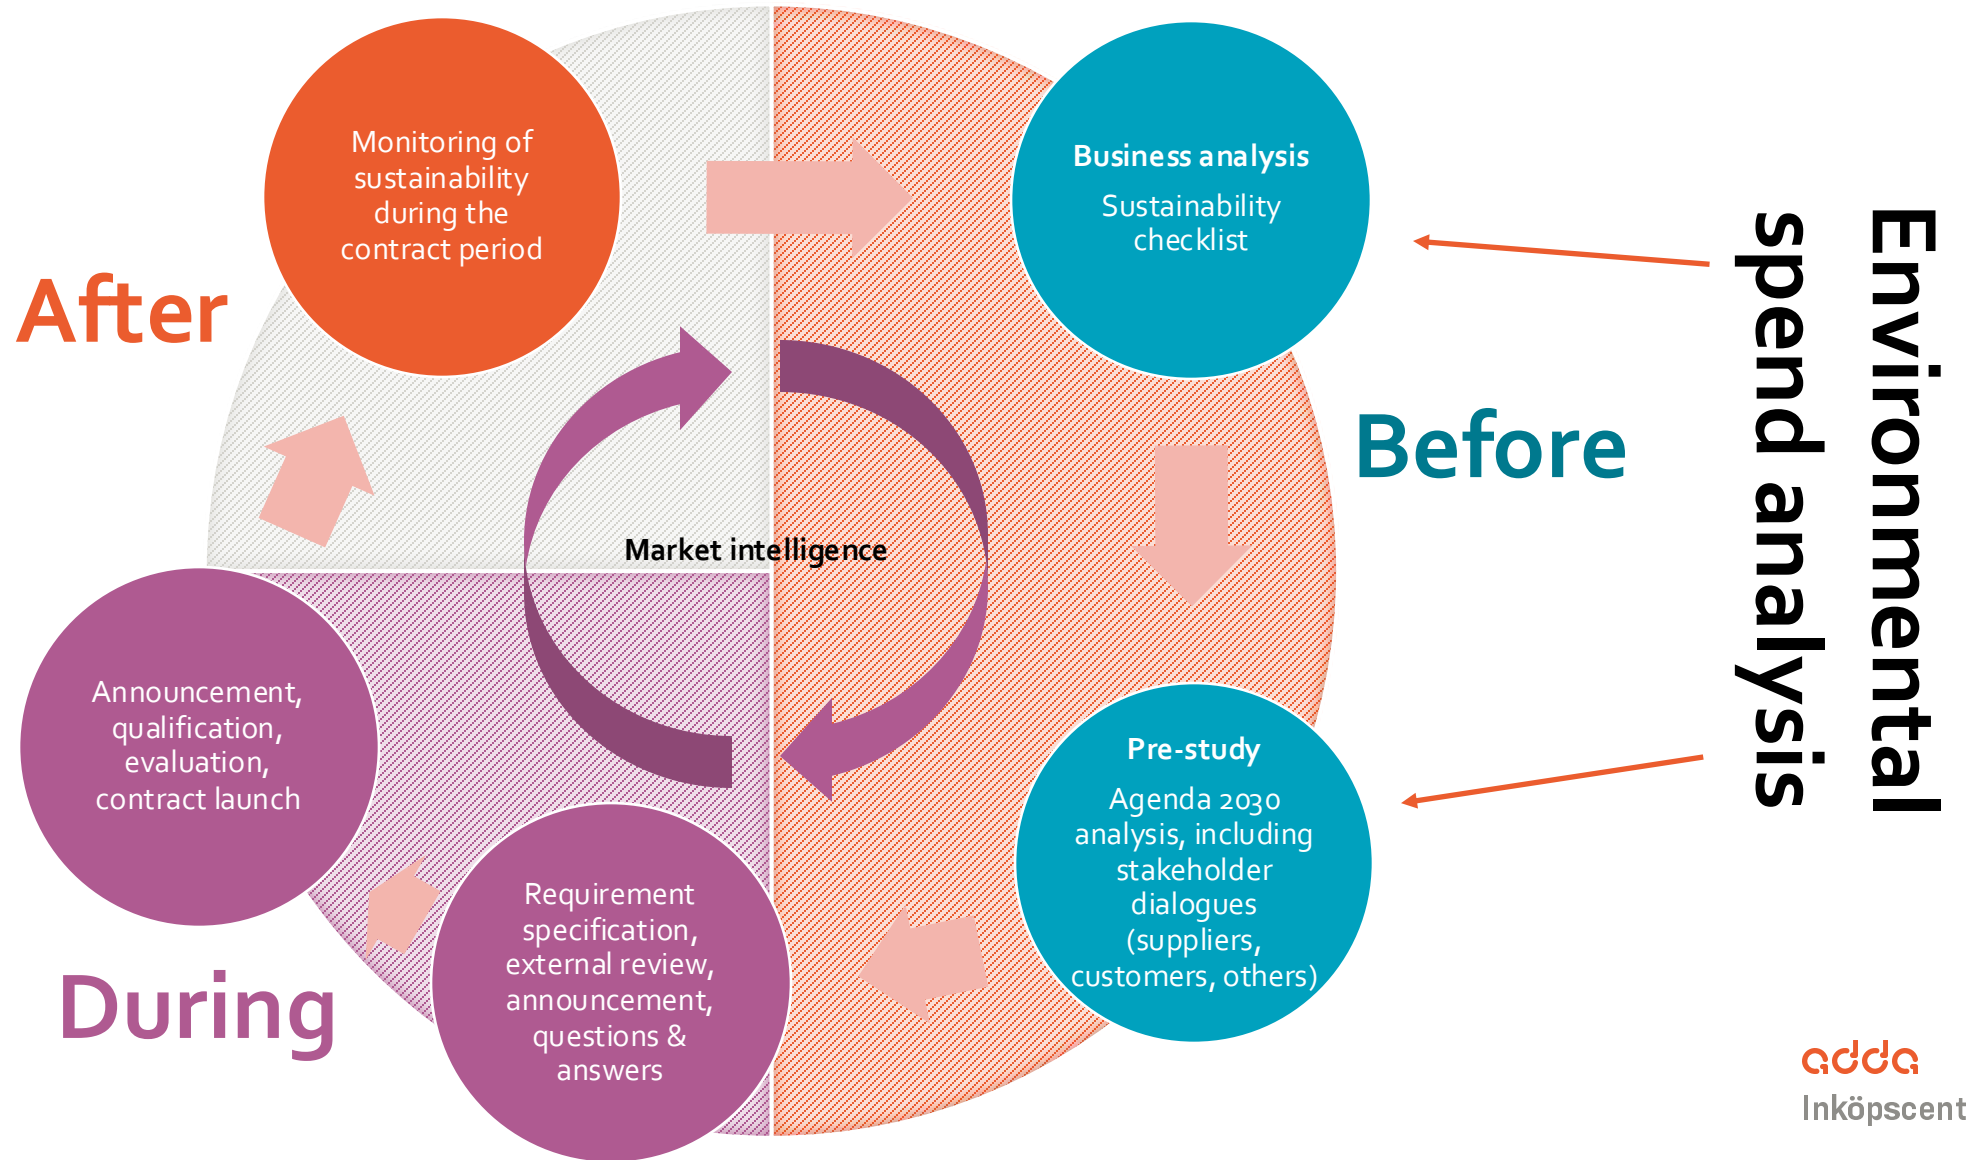 Monitoring of
sustainability
during the
contract period
Business analysis
Sustainability
checklist
After
Before
Environmental
spend analysis
Market intelligence
Announcement,
qualification,
evaluation,
contract launch
Pre-study
Agenda 2030
analysis, including
stakeholder
dialogues
(suppliers,
customers, others)
Requirement
specification,
external review,
announcement,
questions &
answers
During
adda
Inköpscent